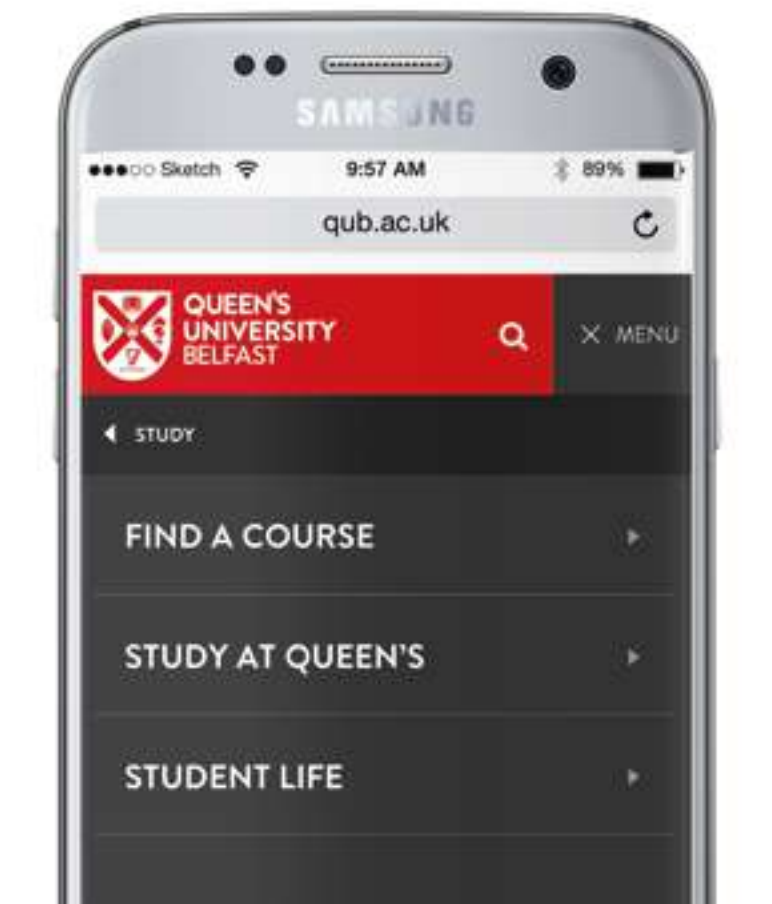 SAMSUNG
Sketch 9:57 AM 89%
qub.ac.uk
QUEEN'S
UNIVERSITY
BELFAST
MENU
STUDY
FIND A COURSE
STUDY AT QUEEN'S
STUDENT LIFE